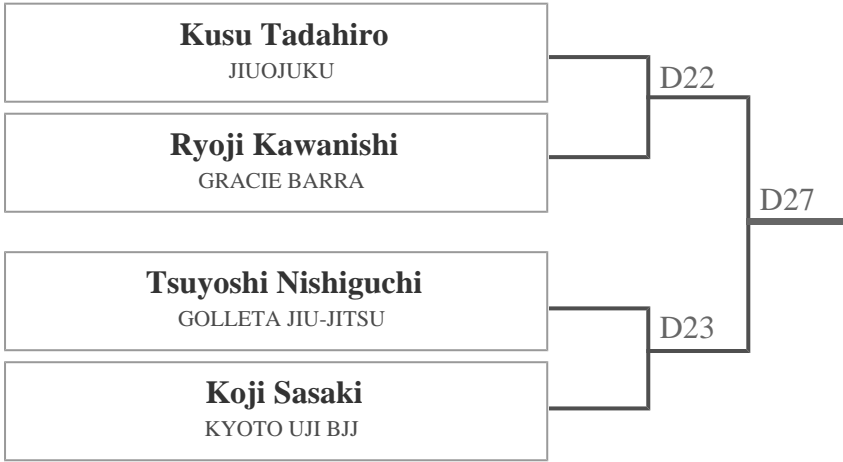 Kusu Tadahiro
JIUOJUKU
D22
Ryoji Kawanishi
GRACIE BARRA
D27
Tsuyoshi Nishiguchi
GOLLETA JIU-JITSU
D23
Koji Sasaki
KYOTO UJI BJJ